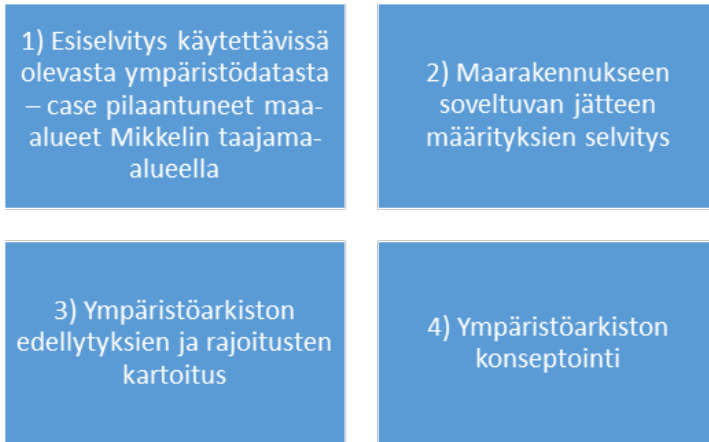 1) Esiselvitys käytettävissä
olevasta ympäristödatasta
– case pilaantuneet maa-
alueet Mikkelin taajama-
alueella
2) Maarakennukseen
soveltuvan jätteen
määrityksien selvitys
3) Ympäristöarkiston
edellytyksien ja rajoitusten
kartoitus
4) Ympäristöarkiston
konseptointi